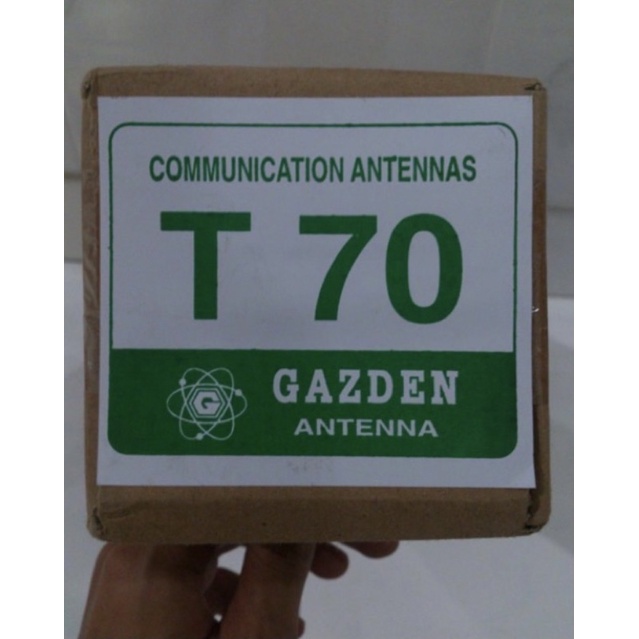 COMMUNICATION ANTENNAS
T 70
G
GAZDEN
ANTENNA